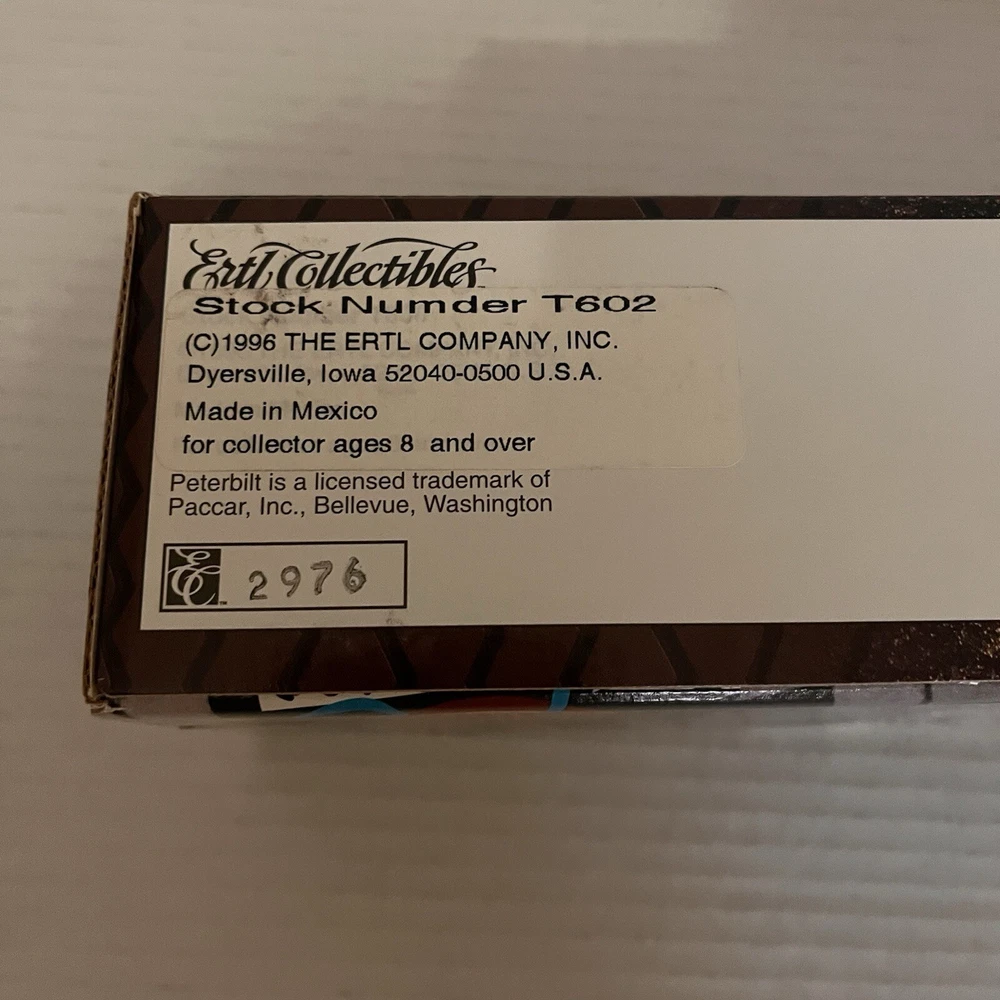 Ertl Collectibles
Stock Numder T602
(C)1996 THE ERTL COMPANY, INC.
Dyersville, Iowa 52040-0500 U.S.A.
Made in Mexico
for collector ages 8 and over
Peterbilt is a licensed trademark of
Paccar, Inc., Bellevue, Washington
EC™ 2976